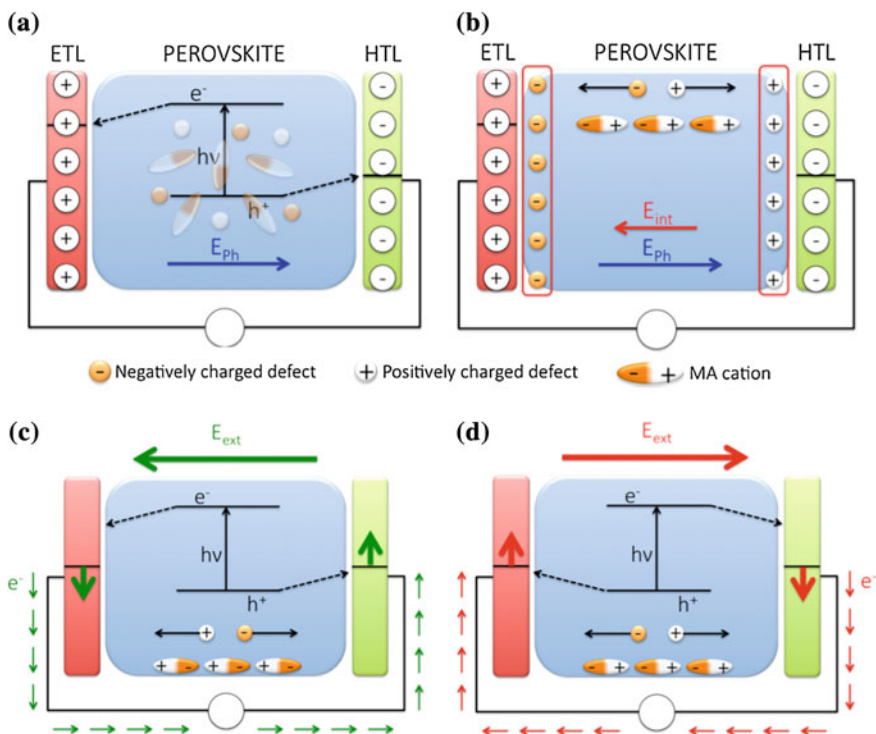 (a)
ETL PEROVSKITE HTL
e-
hν
h+
E_Ph
+ + + + + +
- - - - - -
(b)
ETL PEROVSKITE HTL
- +
- + - + - +
E_int
E_Ph
+ + + + + +
- - - - - -
+ + + + + +
- - - - - -
- Negatively charged defect + Positively charged defect - + MA cation
(c)
E_ext
e-
hν
h+
e-
+ -
+ - + - + -
(d)
E_ext
e-
hν
h+
e-
- +
- + - + - +